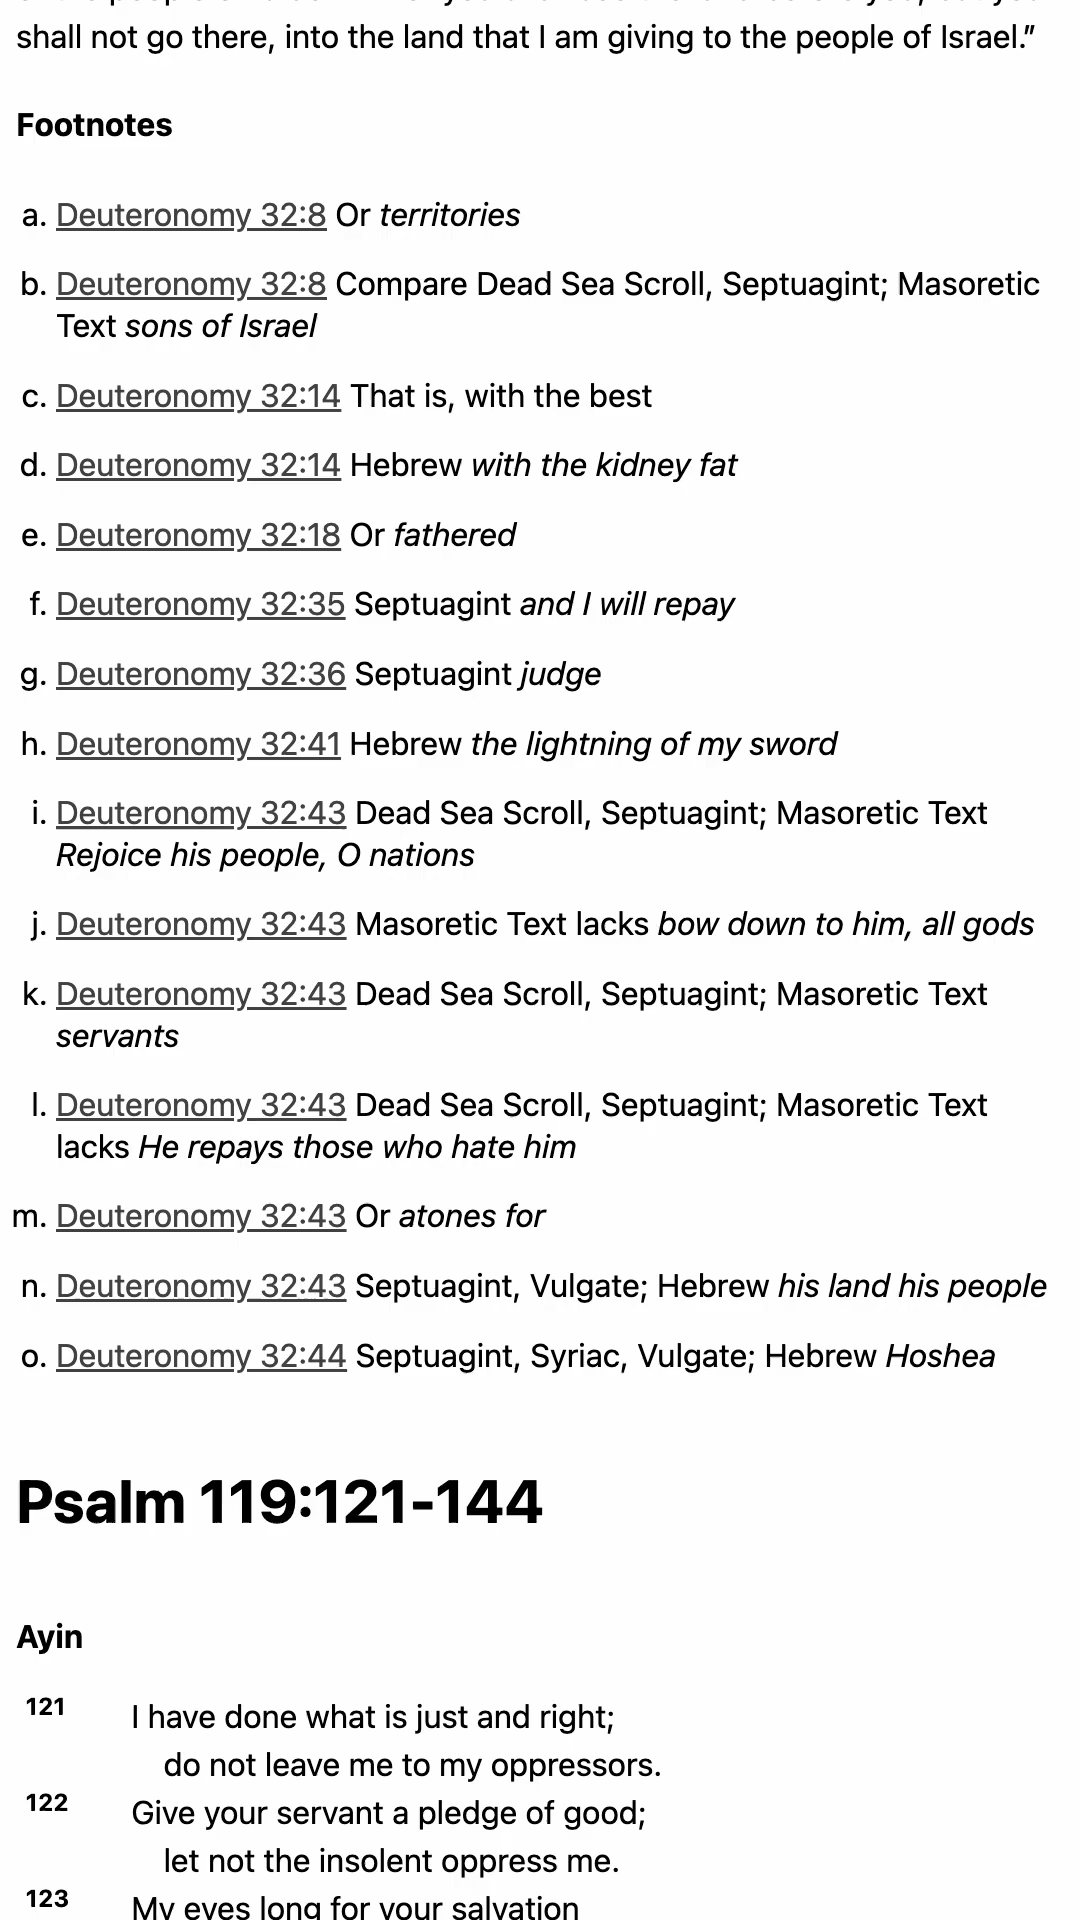 shall not go there, into the land that I am giving to the people of Israel.”
Footnotes
a. Deuteronomy 32:8 Or territories
b. Deuteronomy 32:8 Compare Dead Sea Scroll, Septuagint; Masoretic
Text sons of Israel
c. Deuteronomy 32:14 That is, with the best
d. Deuteronomy 32:14 Hebrew with the kidney fat
e. Deuteronomy 32:18 Or fathered
f. Deuteronomy 32:35 Septuagint and I will repay
g. Deuteronomy 32:36 Septuagint judge
h. Deuteronomy 32:41 Hebrew the lightning of my sword
i. Deuteronomy 32:43 Dead Sea Scroll, Septuagint; Masoretic Text
Rejoice his people, O nations
j. Deuteronomy 32:43 Masoretic Text lacks bow down to him, all gods
k. Deuteronomy 32:43 Dead Sea Scroll, Septuagint; Masoretic Text
servants
l. Deuteronomy 32:43 Dead Sea Scroll, Septuagint; Masoretic Text
lacks He repays those who hate him
m. Deuteronomy 32:43 Or atones for
n. Deuteronomy 32:43 Septuagint, Vulgate; Hebrew his land his people
o. Deuteronomy 32:44 Septuagint, Syriac, Vulgate; Hebrew Hoshea
Psalm 119:121-144
Ayin
121 I have done what is just and right;
do not leave me to my oppressors.
122 Give your servant a pledge of good;
let not the insolent oppress me.
123 My eyes long for your salvation